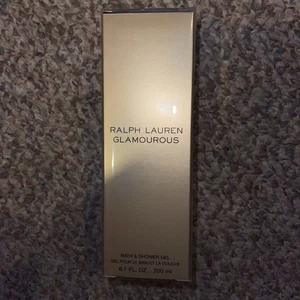 RALPH LAUREN
GLAMOUROUS
BATH & SHOWER GEL
GEL POUR LE BAIN ET LA DOUCHE
6.7 FL. OZ. 200 ml